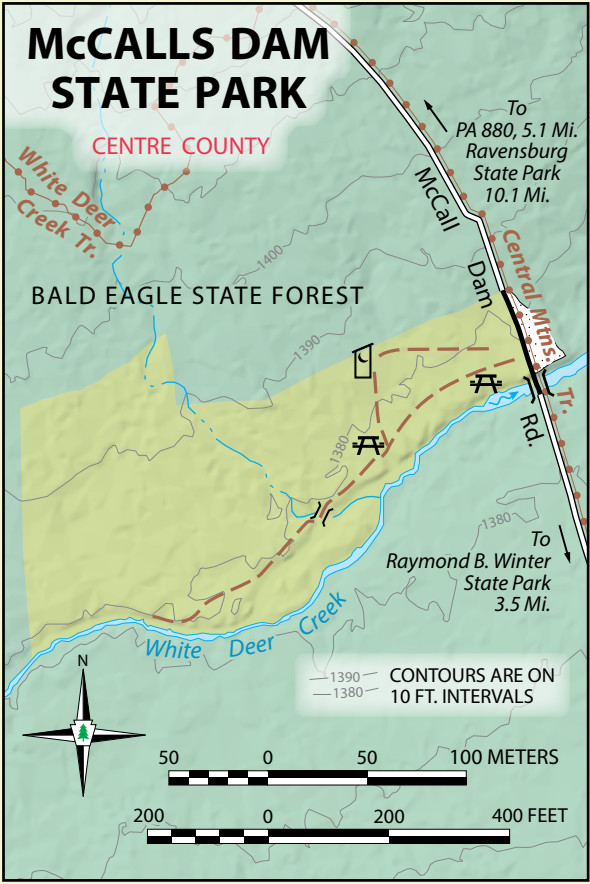 McCALLS DAM
STATE PARK
CENTRE COUNTY
To
PA 880, 5.1 Mi.
Ravensburg
State Park
10.1 Mi.
White Deer
Creek Tr.
McCall
Dam
Rd.
Central Mtns.
Tr.
1400
BALD EAGLE STATE FOREST
1390
1380
1380
To
Raymond B. Winter
State Park
3.5 Mi.
White Deer Creek
N
1390
1380
CONTOURS ARE ON
10 FT. INTERVALS
50 0 50 100 METERS
200 0 200 400 FEET